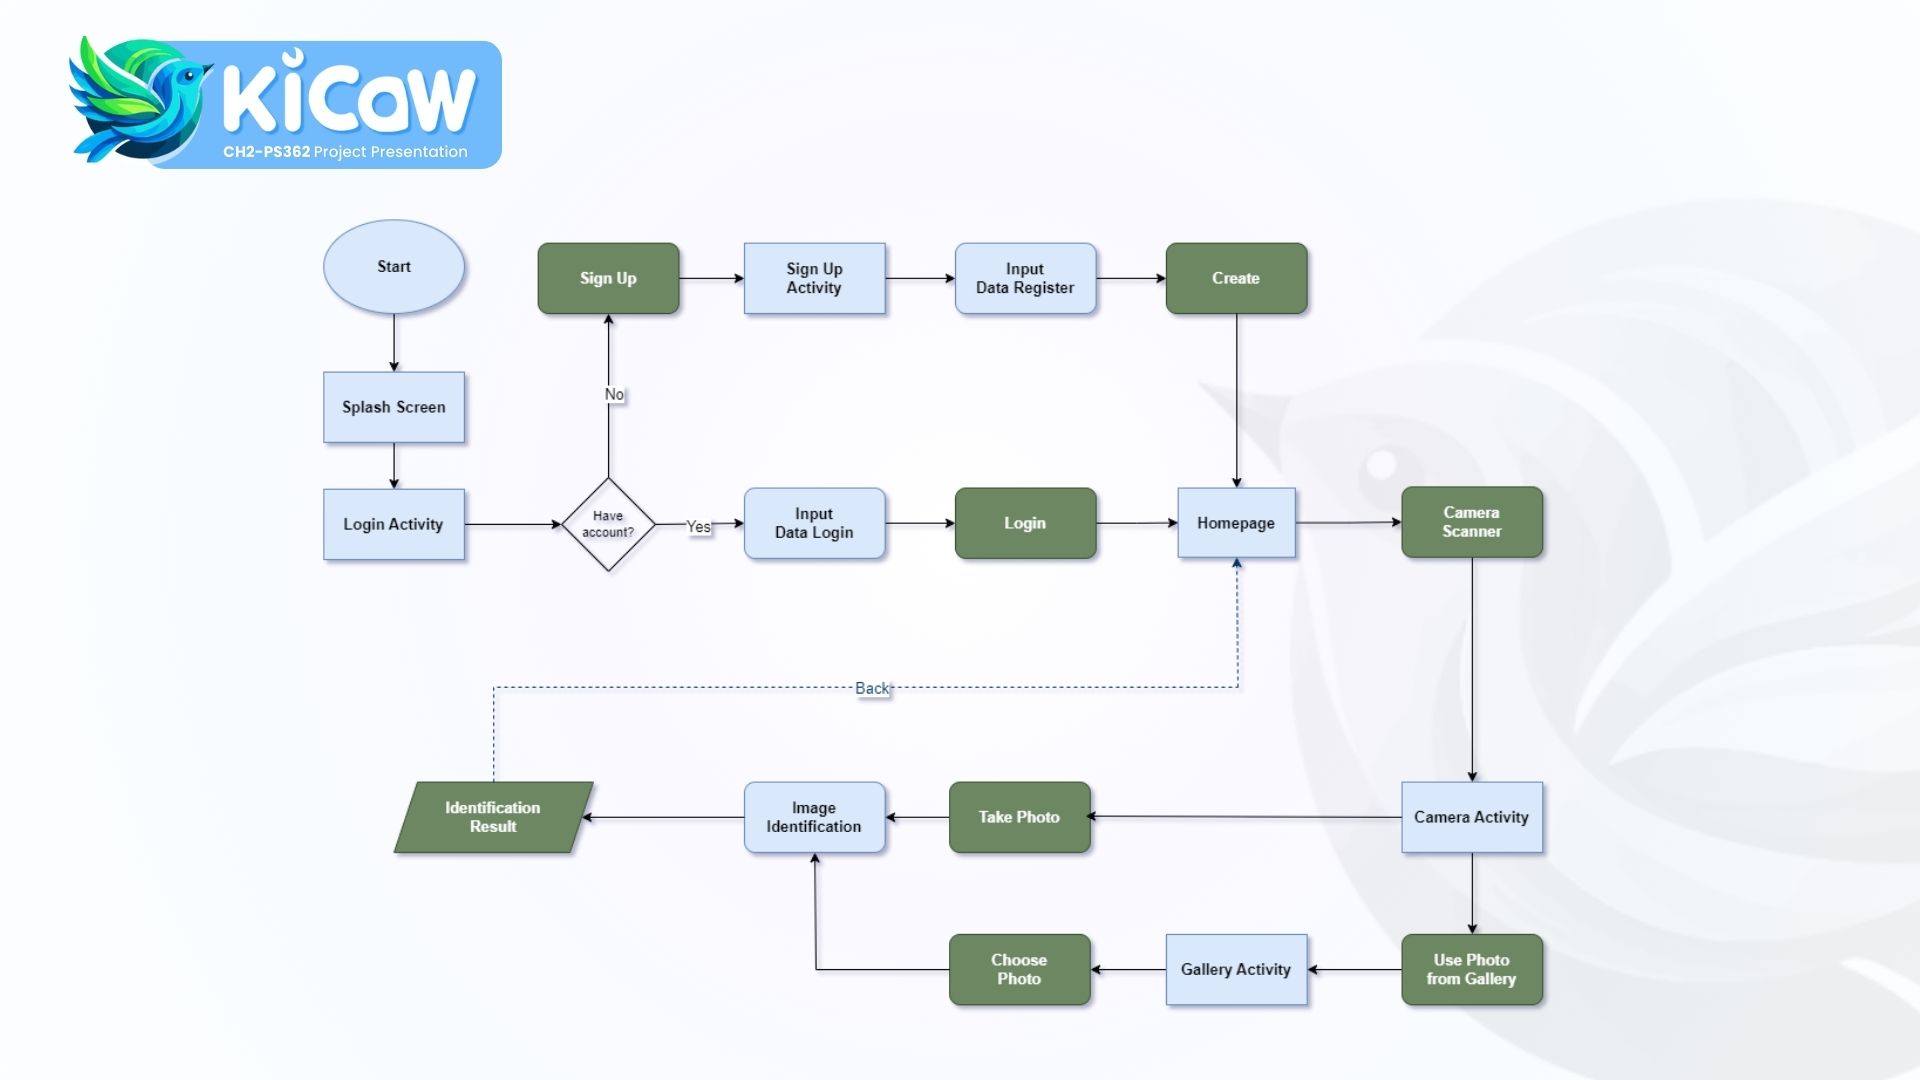 KiCaW
CH2-PS362 Project Presentation
Start
Sign Up
Sign Up
Activity
Input
Data Register
Create
No
Splash Screen
Login Activity
Have
account?
Yes
Input
Data Login
Login
Homepage
Camera
Scanner
Back
Identification
Result
Image
Identification
Take Photo
Camera Activity
Choose
Photo
Gallery Activity
Use Photo
from Gallery